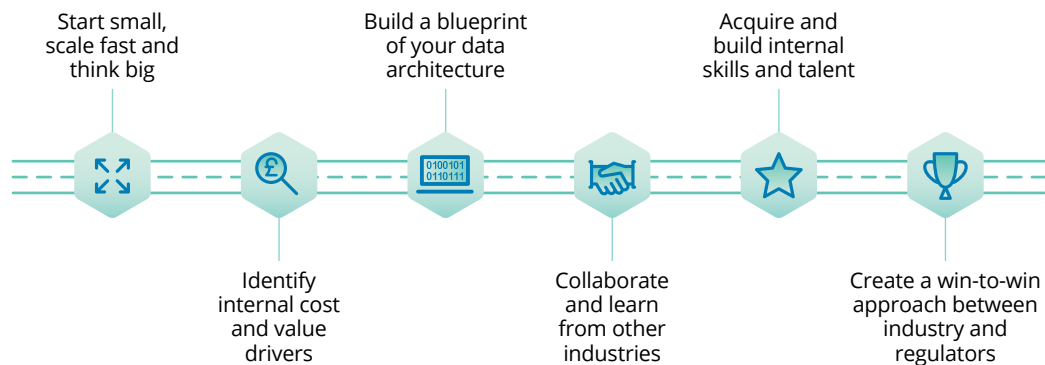 Start small,
scale fast and
think big
Identify
internal cost
and value
drivers
Build a blueprint
of your data
architecture
0100101
0110111
Collaborate
and learn
from other
industries
Acquire and
build internal
skills and talent
Create a win-to-win
approach between
industry and
regulators
£